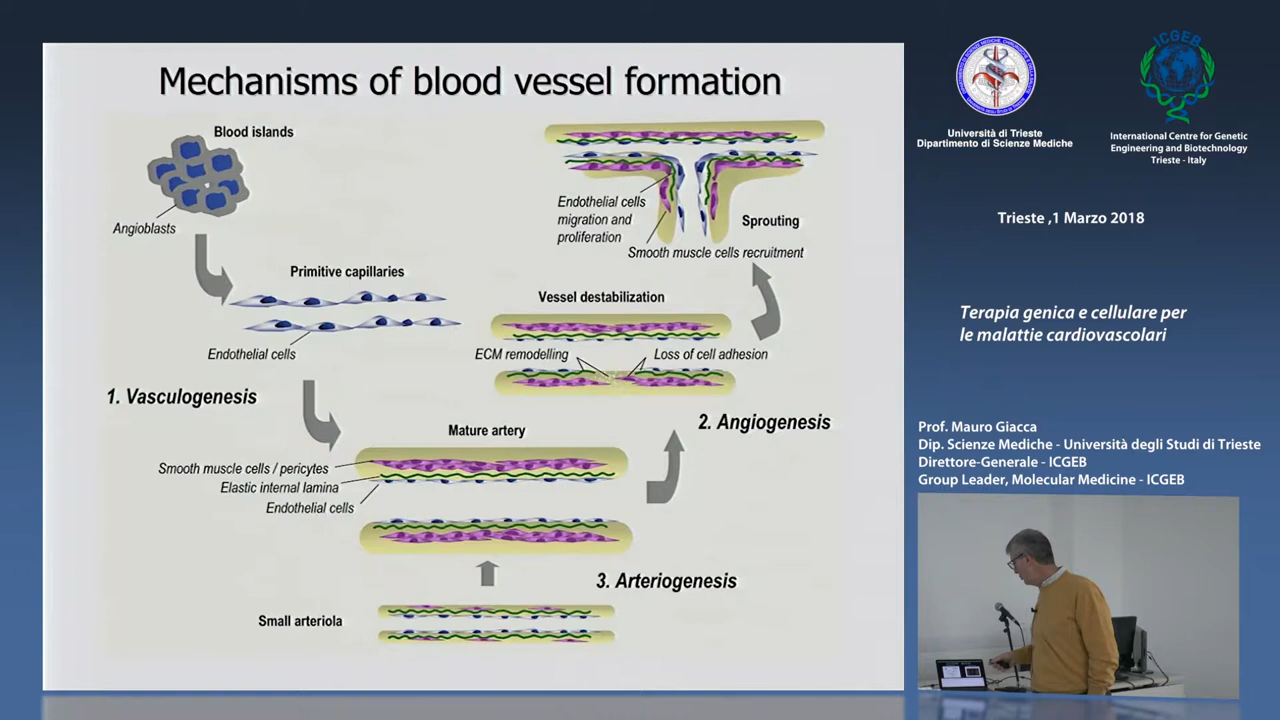 Mechanisms of blood vessel formation
Blood islands
Angioblasts
Primitive capillaries
Endothelial cells
1. Vasculogenesis
Mature artery
Smooth muscle cells / pericytes
Elastic internal lamina
Endothelial cells
Small arteriola
3. Arteriogenesis
2. Angiogenesis
Vessel destabilization
ECM remodelling
Loss of cell adhesion
Endothelial cells
migration and
proliferation
Sprouting
Smooth muscle cells recruitment
Università di Trieste
Dipartimento di Scienze Mediche
ICGEB
International Centre for Genetic
Engineering and Biotechnology
Trieste - Italy
Trieste ,1 Marzo 2018
Terapia genica e cellulare per
le malattie cardiovascolari
Prof. Mauro Giacca
Dip. Scienze Mediche - Università degli Studi di Trieste
Direttore-Generale - ICGEB
Group Leader, Molecular Medicine - ICGEB